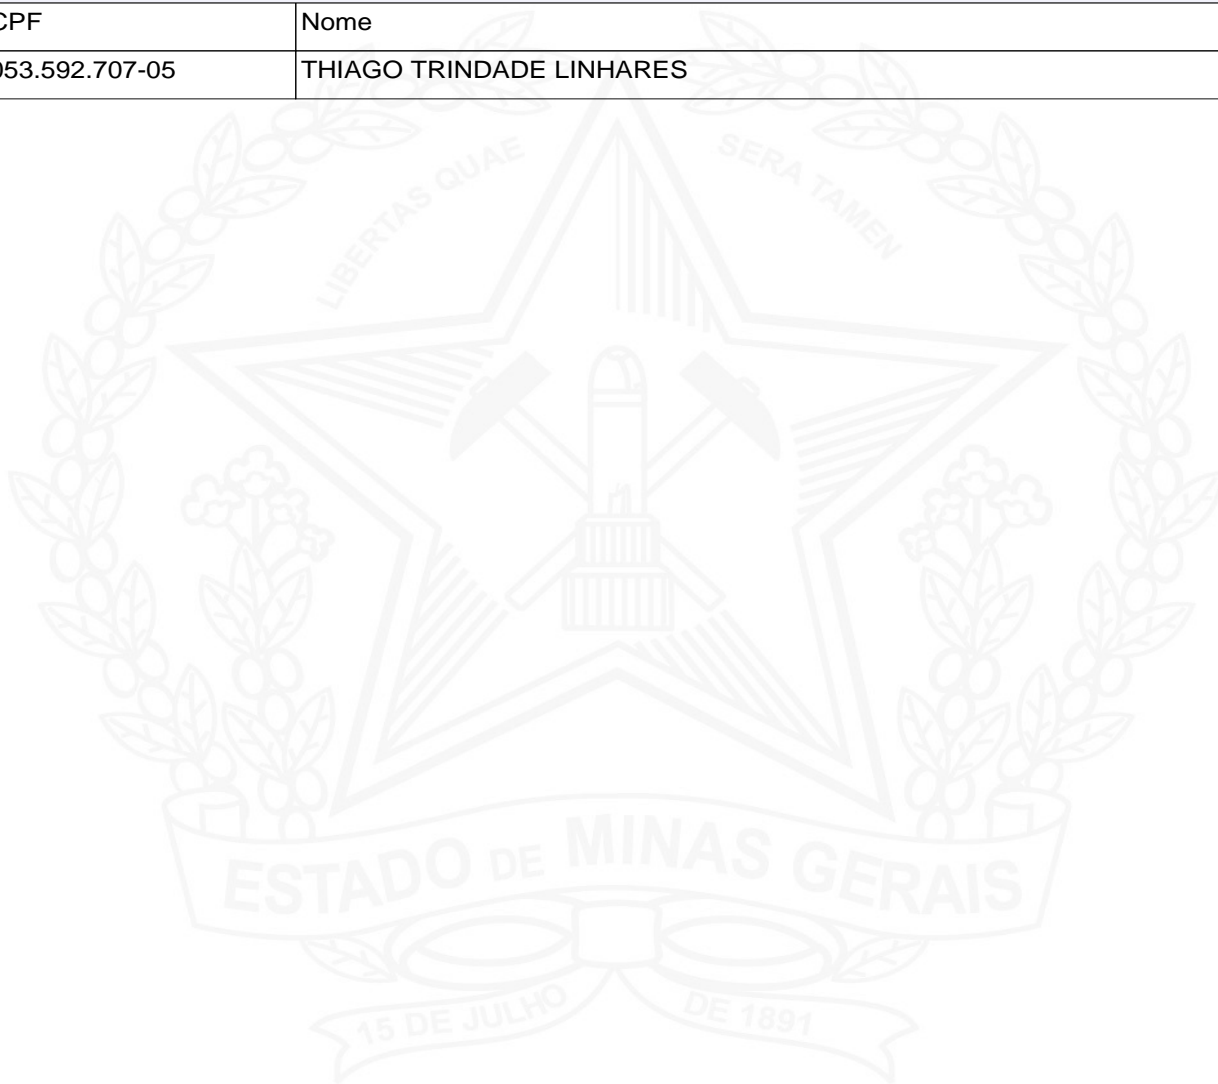 CPF Nome
053.592.707-05 THIAGO TRINDADE LINHARES
LIBERTAS QUAE SERA TAMEN
ESTADO DE MINAS GERAIS
15 DE JULHO DE 1891